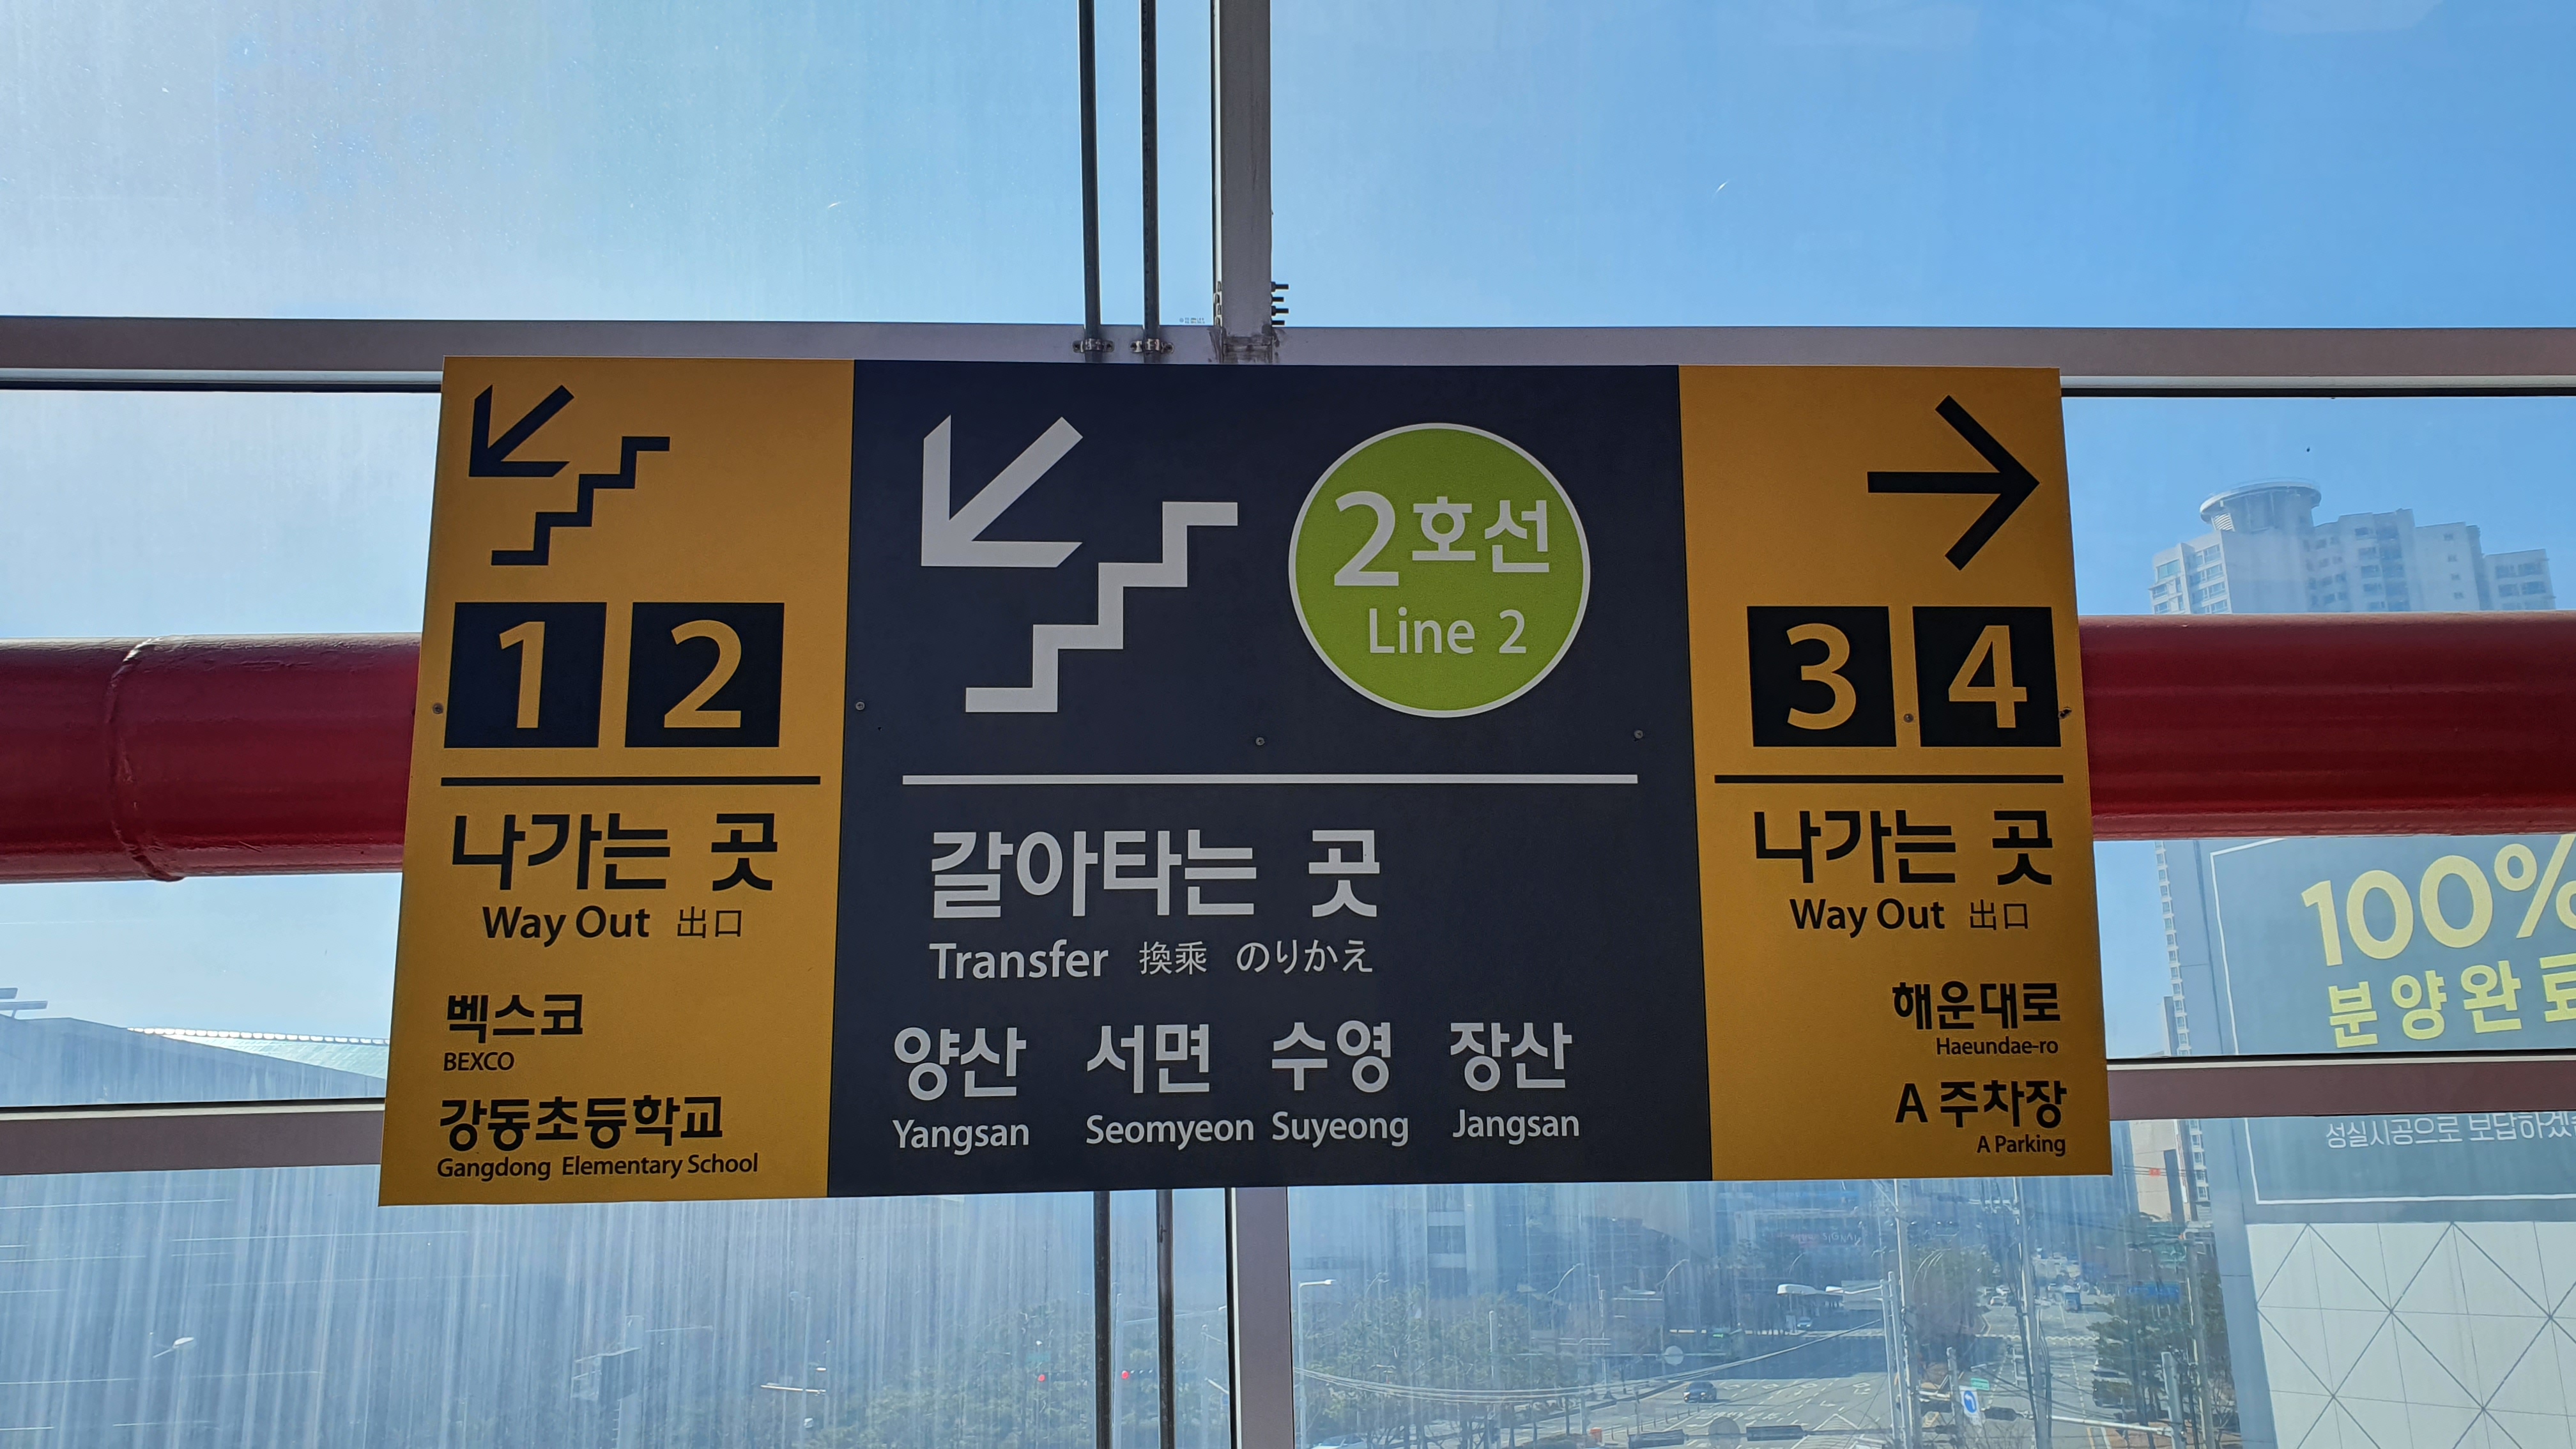 1 2
나가는 곳
Way Out 出口
벡스코
BEXCO
강동초등학교
Gangdong Elementary School
2호선
Line 2
갈아타는 곳
Transfer 換乘 のりかえ
양산 서면 수영 장산
Yangsan Seomyeon Suyeong Jangsan
3 4
나가는 곳
Way Out 出口
해운대로
Haeundae-ro
A 주차장
A Parking
100%
분양완료
성실시공으로